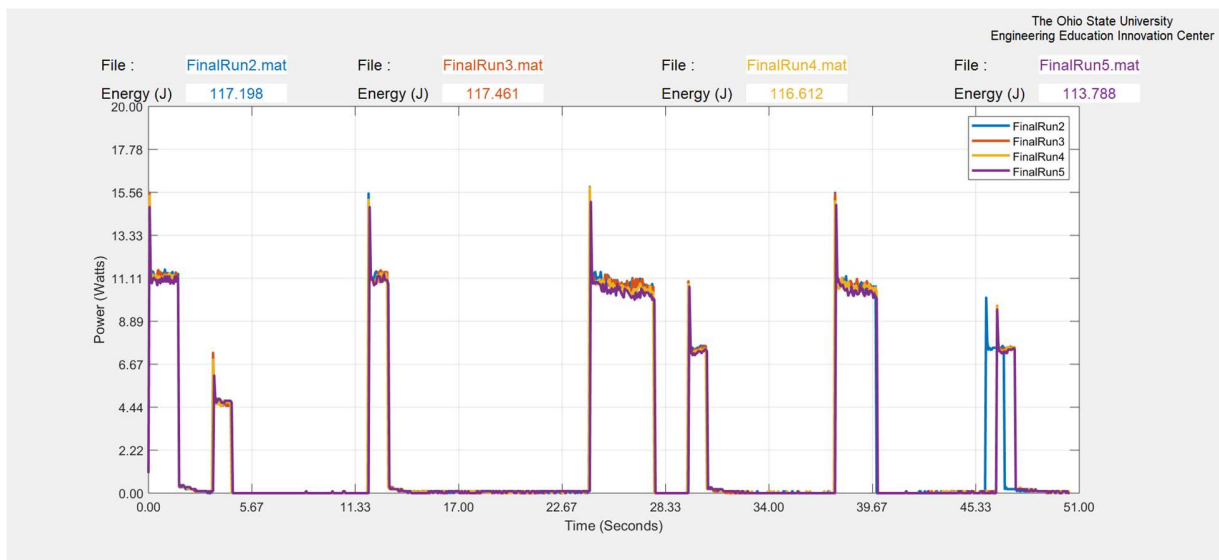 The Ohio State University
Engineering Education Innovation Center
File : FinalRun2.mat File : FinalRun3.mat File : FinalRun4.mat File : FinalRun5.mat
Energy (J) 117.198 Energy (J) 117.461 Energy (J) 116.612 Energy (J) 113.788
20.00
17.78
15.56
13.33
11.11
8.89
6.67
4.44
2.22
0.00
Power (Watts)
FinalRun2
FinalRun3
FinalRun4
FinalRun5
0.00 5.67 11.33 17.00 22.67 28.33 34.00 39.67 45.33 51.00
Time (Seconds)